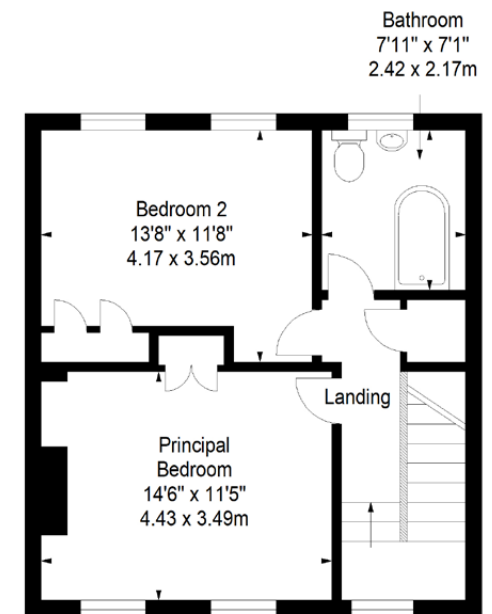 Bathroom
7'11" x 7'1"
2.42 x 2.17m
Bedroom 2
13'8" x 11'8"
4.17 x 3.56m
Landing
Principal
Bedroom
14'6" x 11'5"
4.43 x 3.49m